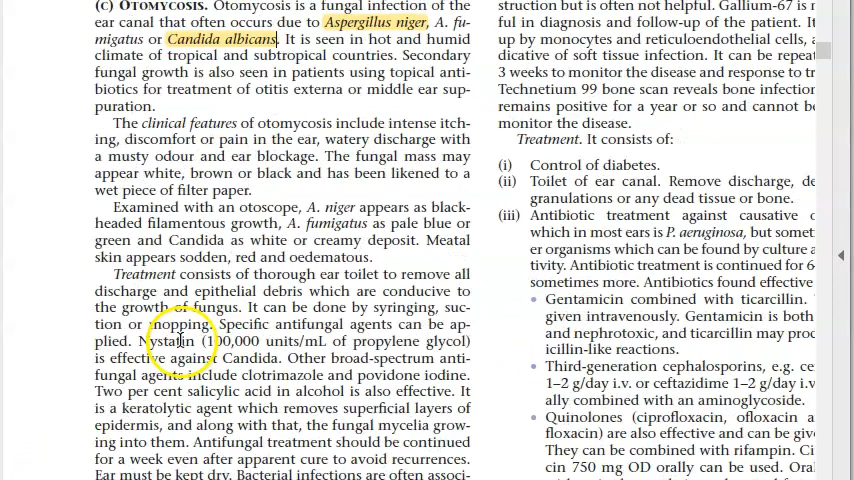 (C) OTOMYCOSIS. Otomycosis is a fungal infection of the
ear canal that often occurs due to Aspergillus niger, A. fu-
migatus or Candida albicans. It is seen in hot and humid
climate of tropical and subtropical countries. Secondary
fungal growth is also seen in patients using topical anti-
biotics for treatment of otitis externa or middle ear sup-
puration.
The clinical features of otomycosis include intense itch-
ing, discomfort or pain in the ear, watery discharge with
a musty odour and ear blockage. The fungal mass may
appear white, brown or black and has been likened to a
wet piece of filter paper.
Examined with an otoscope, A. niger appears as black-
headed filamentous growth, A. fumigatus as pale blue or
green and Candida as white or creamy deposit. Meatal
skin appears sodden, red and oedematous.
Treatment consists of thorough ear toilet to remove all
discharge and epithelial debris which are conducive to
the growth of fungus. It can be done by syringing, suc-
tion or mopping. Specific antifungal agents can be ap-
plied. Nystatin (100,000 units/mL of propylene glycol)
is effective against Candida. Other broad-spectrum anti-
fungal agents include clotrimazole and povidone iodine.
Two per cent salicylic acid in alcohol is also effective. It
is a keratolytic agent which removes superficial layers of
epidermis, and along with that, the fungal mycelia grow-
ing into them. Antifungal treatment should be continued
for a week even after apparent cure to avoid recurrences.
Ear must be kept dry. Bacterial infections are often associ-
struction but is often not helpful. Gallium-67 is
ful in diagnosis and follow-up of the patient. It
up by monocytes and reticuloendothelial cells,
dicative of soft tissue infection. It can be repeat
3 weeks to monitor the disease and response to tr
Technetium 99 bone scan reveals bone infection
remains positive for a year or so and cannot be
monitor the disease.
Treatment. It consists of:
(i) Control of diabetes.
(ii) Toilet of ear canal. Remove discharge, de
granulations or any dead tissue or bone.
(iii) Antibiotic treatment against causative o
which in most ears is P. aeruginosa, but somet
er organisms which can be found by culture a
tivity. Antibiotic treatment is continued for 6
sometimes more. Antibiotics found effective
• Gentamicin combined with ticarcillin.
given intravenously. Gentamicin is both
and nephrotoxic, and ticarcillin may proc
icillin-like reactions.
• Third-generation cephalosporins, e.g. ce
1–2 g/day i.v. or ceftazidime 1–2 g/day i.v
ally combined with an aminoglycoside.
• Quinolones (ciprofloxacin, ofloxacin a
floxacin) are also effective and can be give
They can be combined with rifampin. Ci
cin 750 mg OD orally can be used. Oral